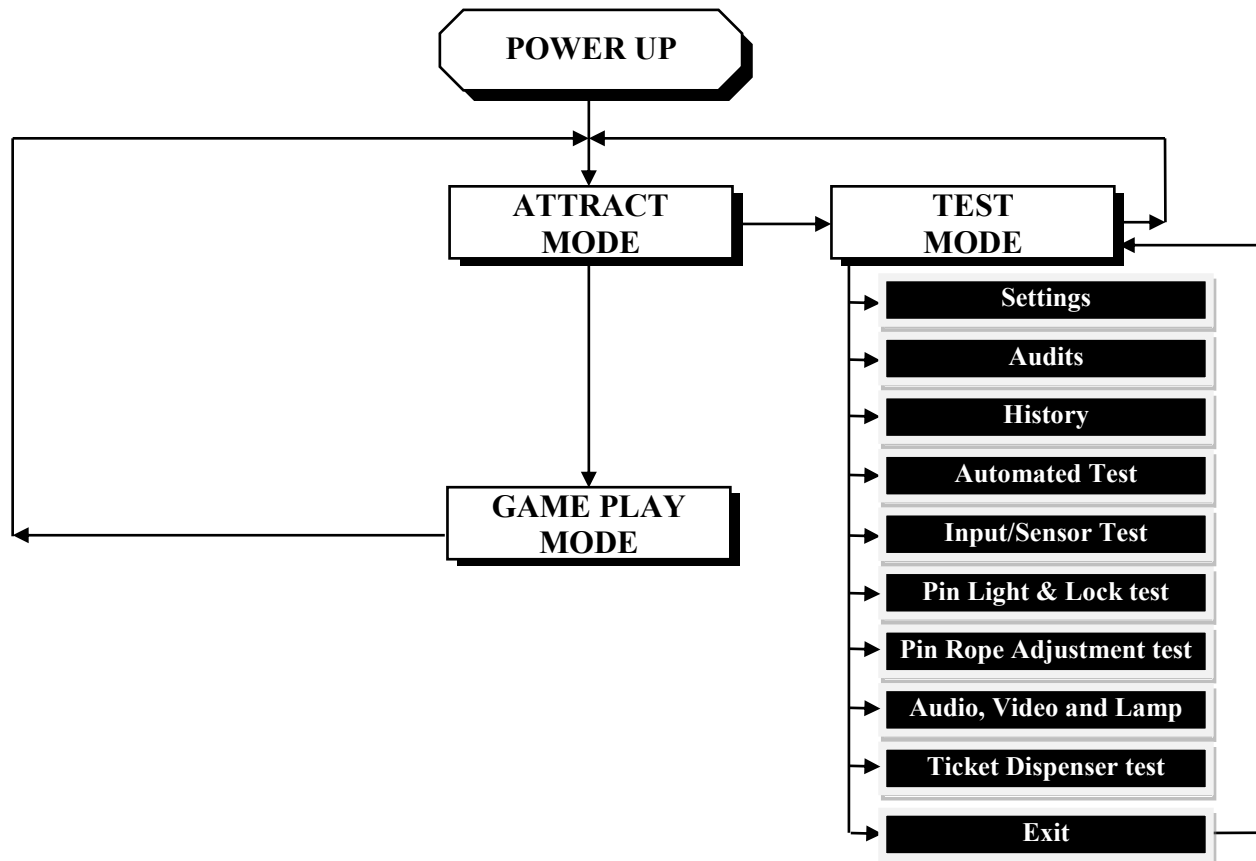 POWER UP
ATTRACT
MODE
TEST
MODE
Settings
Audits
History
Automated Test
Input/Sensor Test
Pin Light & Lock test
Pin Rope Adjustment test
Audio, Video and Lamp
Ticket Dispenser test
Exit
GAME PLAY
MODE